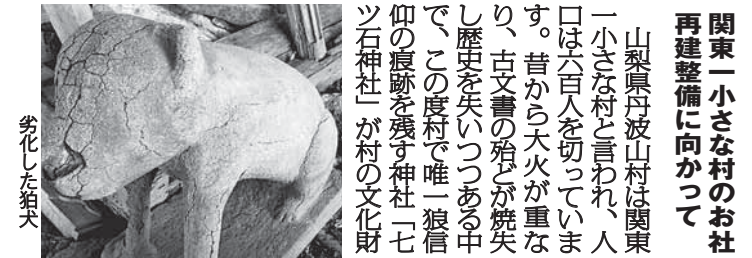 関東一小さな村のお社
再建整備に向かって
山梨県丹波山村は関東
一小さな村と言われ、人
口は六百人を切っていま
す。昔から大火が重な
り、古文書の殆どが焼失
し歴史を失いつつある中
で、この度村で唯一狼信
仰の痕跡を残す神社「七
ツ石神社」が村の文化財
劣化した狛犬